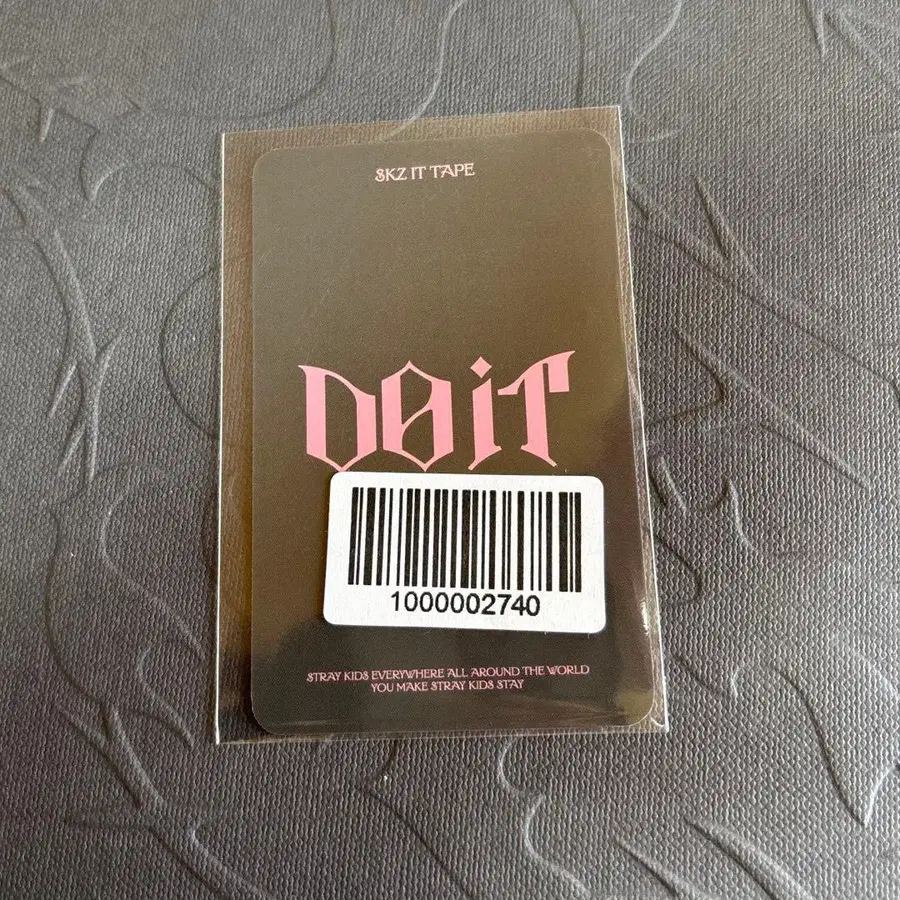 SKZ IT TAPE
DO iT
1000002740
STRAY KIDS EVERYWHERE ALL AROUND THE WORLD
YOU MAKE STRAY KIDS STAY